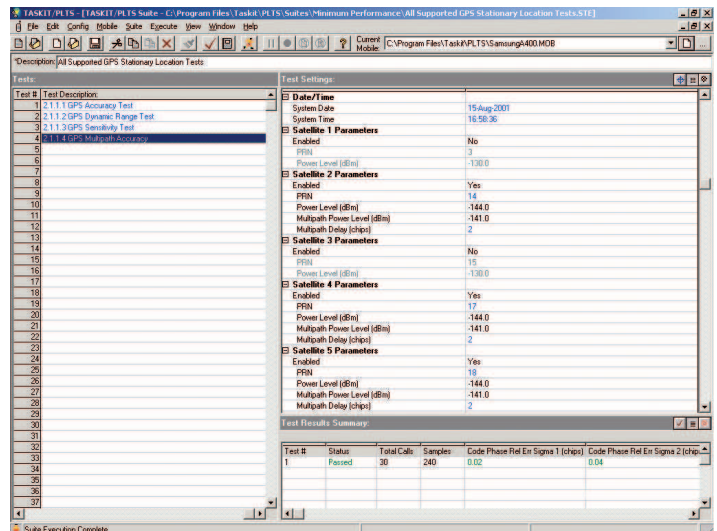 TASKIT/PLTS - [TASKIT/PLTS Suite - C:\Program Files\Taskit\PLTS\Suites\Minimum Performance\All Supported GPS Stationary Location Tests.STE]
File Edit Config Mobile Suite Execute View Window Help
Current Mobile: C:\Program Files\Taskit\PLTS\SamsungA400.MDB
*Description: All Supported GPS Stationary Location Tests
Tests:
Test # Test Description:
1 2.1.1.1 GPS Accuracy Test
2 2.1.1.2 GPS Dynamic Range Test
3 2.1.1.3 GPS Sensitivity Test
4 2.1.1.4 GPS Multipath Accuracy
5
6
7
8
9
10
11
12
13
14
15
16
17
18
19
20
21
22
23
24
25
26
27
28
29
30
31
32
33
34
35
36
37
Test Settings:
Date/Time
System Date 15-Aug-2001
System Time 16:58:36
Satellite 1 Parameters
Enabled No
PRN 3
Power Level (dBm) -130.0
Satellite 2 Parameters
Enabled Yes
PRN 14
Power Level (dBm) -144.0
Multipath Power Level (dBm) -141.0
Multipath Delay (chips) 2
Satellite 3 Parameters
Enabled No
PRN 15
Power Level (dBm) -130.0
Satellite 4 Parameters
Enabled Yes
PRN 17
Power Level (dBm) -144.0
Multipath Power Level (dBm) -141.0
Multipath Delay (chips) 2
Satellite 5 Parameters
Enabled Yes
PRN 18
Power Level (dBm) -144.0
Multipath Power Level (dBm) -141.0
Multipath Delay (chips) 2
Test Results Summary:
Test # Status Total Calls Samples Code Phase Rel Err Sigma 1 (chips) Code Phase Rel Err Sigma 2 (chip
1 Passed 30 240 0.02 0.04
Suite Execution Complete